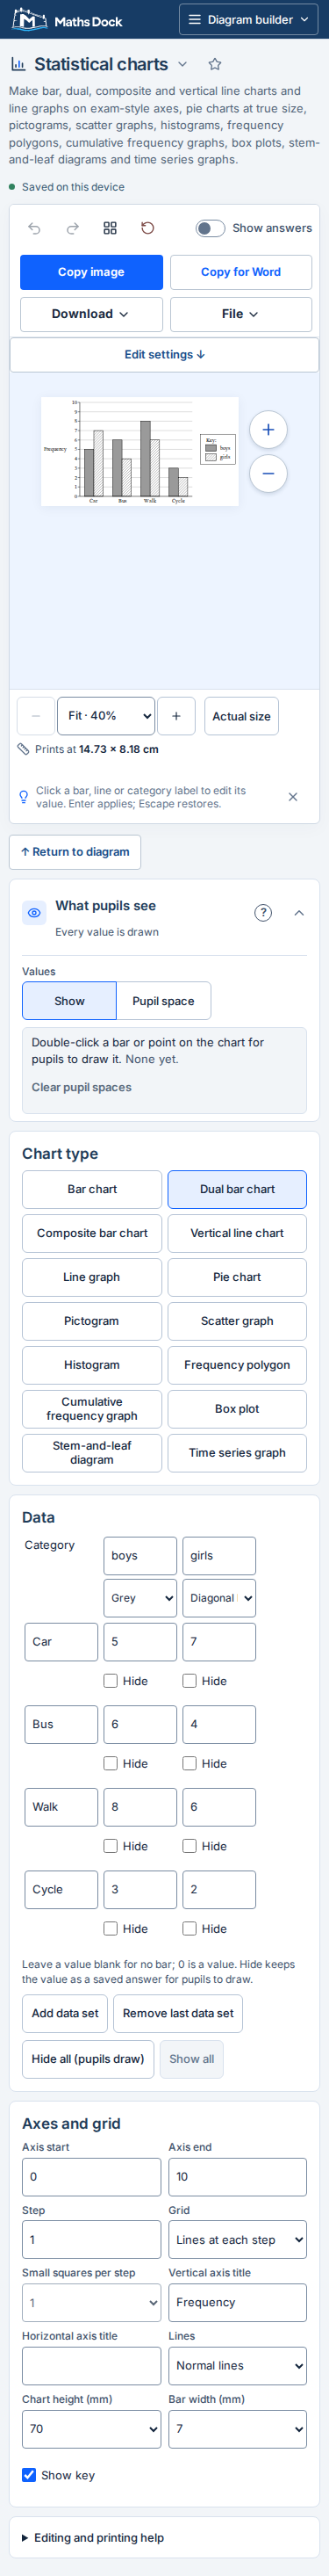 Maths Dock
Diagram builder
Statistical charts
Make bar, dual, composite and vertical line charts and
line graphs on exam-style axes, pie charts at true size,
pictograms, scatter graphs, histograms, frequency
polygons, cumulative frequency graphs, box plots, stem-
and-leaf diagrams and time series graphs.
Saved on this device
Show answers
Copy image
Copy for Word
Download
File
Edit settings ↓
Frequency
10
9
8
7
6
5
4
3
2
1
0
Car
Bus
Walk
Cycle
Key:
boys
girls
+
−
−
Fit · 40%
+
Actual size
Prints at 14.73 × 8.18 cm
Click a bar, line or category label to edit its
value. Enter applies; Escape restores.
↑ Return to diagram
What pupils see
?
Every value is drawn
Values
Show
Pupil space
Double-click a bar or point on the chart for
pupils to draw it. None yet.
Clear pupil spaces
Chart type
Bar chart
Dual bar chart
Composite bar chart
Vertical line chart
Line graph
Pie chart
Pictogram
Scatter graph
Histogram
Frequency polygon
Cumulative
frequency graph
Box plot
Stem-and-leaf
diagram
Time series graph
Data
Category
boys
girls
Grey
Diagonal
Car
5
7
Hide
Hide
Bus
6
4
Hide
Hide
Walk
8
6
Hide
Hide
Cycle
3
2
Hide
Hide
Leave a value blank for no bar; 0 is a value. Hide keeps
the value as a saved answer for pupils to draw.
Add data set
Remove last data set
Hide all (pupils draw)
Show all
Axes and grid
Axis start
Axis end
0
10
Step
Grid
1
Lines at each step
Small squares per step
Vertical axis title
1
Frequency
Horizontal axis title
Lines
Normal lines
Chart height (mm)
Bar width (mm)
70
7
Show key
Editing and printing help